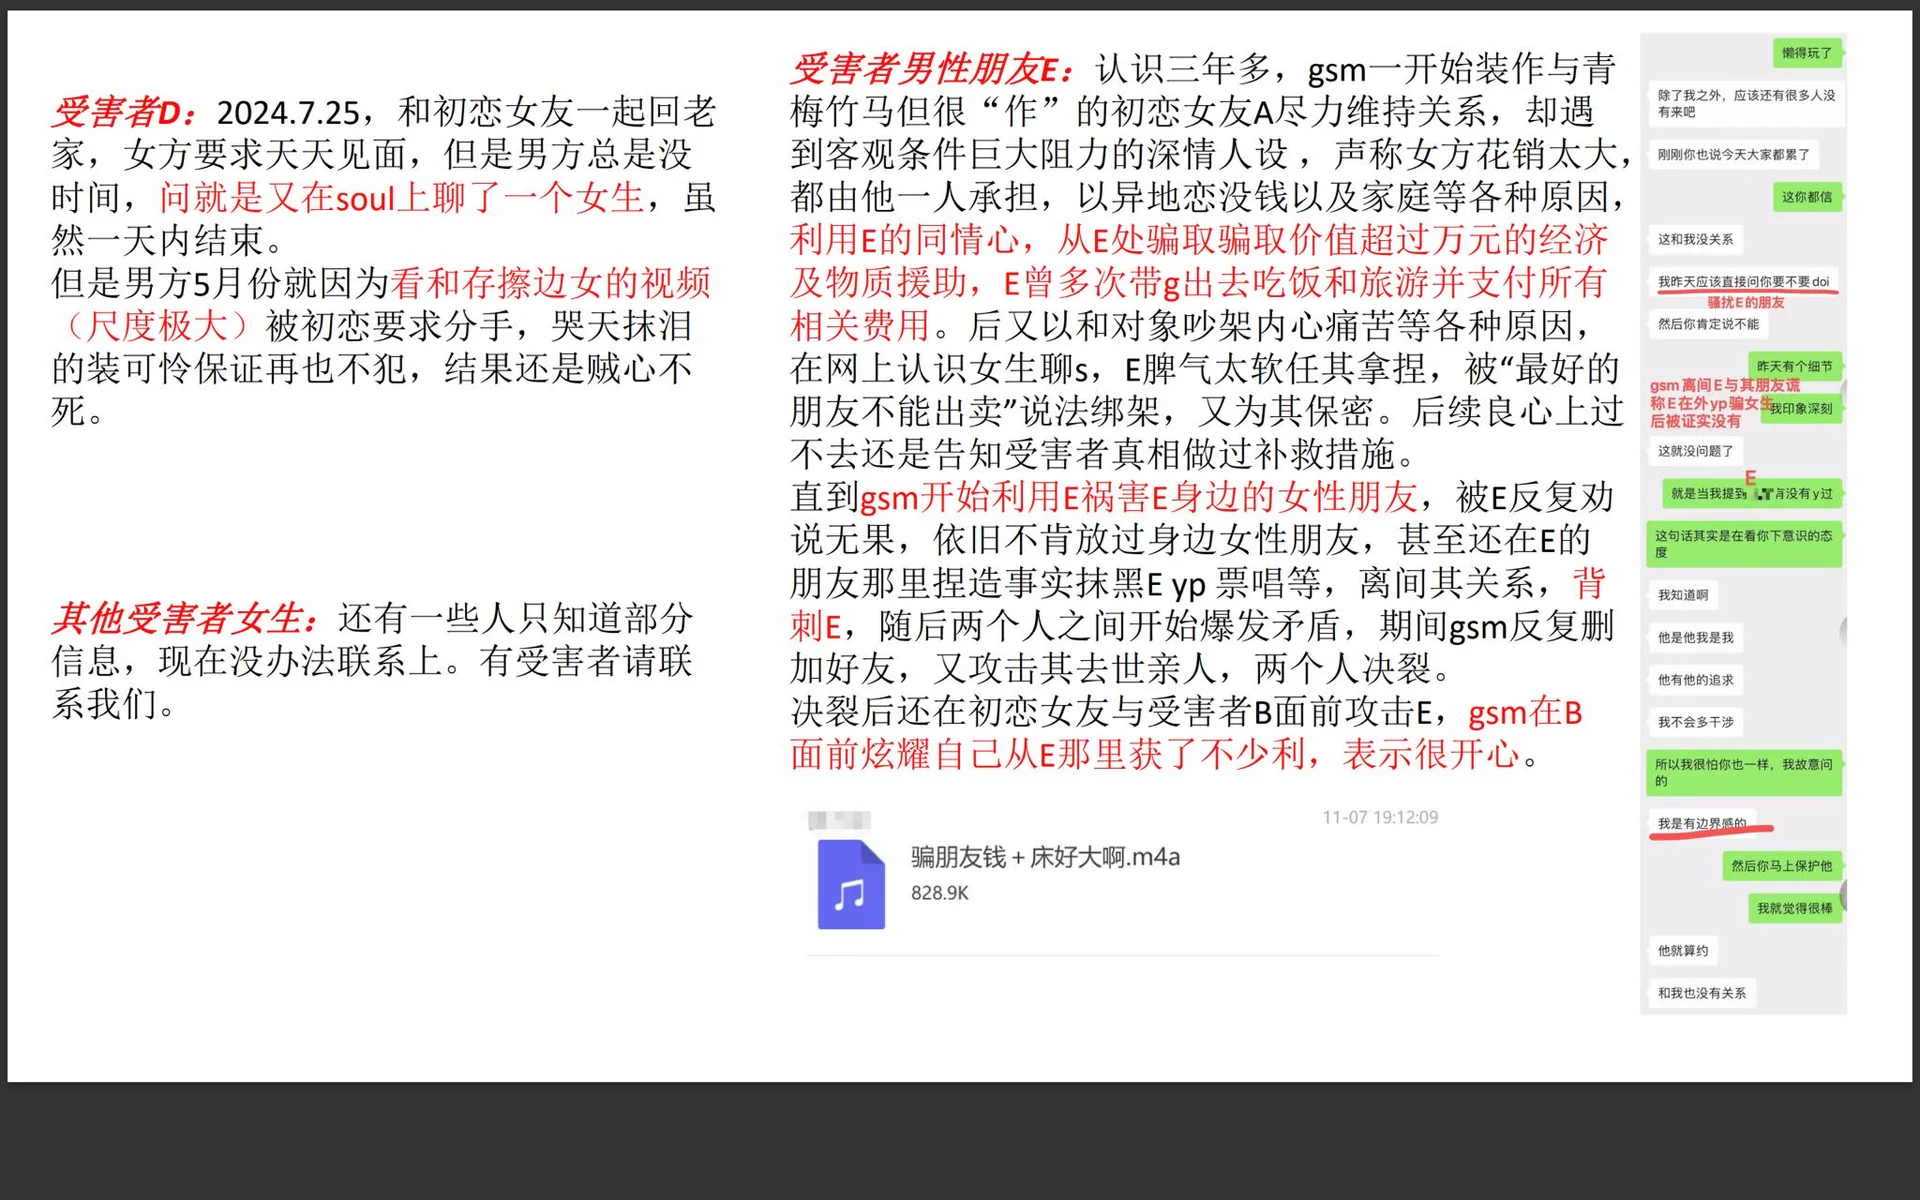 受害者D：2024.7.25，和初恋女友一起回老
家，女方要求天天见面，但是男方总是没
时间，问就是又在soul上聊了一个女生，虽
然一天内结束。
但是男方5月份就因为看和存擦边女的视频
（尺度极大）被初恋要求分手，哭天抹泪
的装可怜保证再也不犯，结果还是贼心不
死。
其他受害者女生：还有一些人只知道部分
信息，现在没办法联系上。有受害者请联
系我们。
受害者男性朋友E：认识三年多，gsm一开始装作与青
梅竹马但很“作”的初恋女友A尽力维持关系，却遇
到客观条件巨大阻力的深情人设，声称女方花销太大，
都由他一人承担，以异地恋没钱以及家庭等各种原因，
利用E的同情心，从E处骗取骗取价值超过万元的经济
及物质援助，E曾多次带g出去吃饭和旅游并支付所有
相关费用。后又以和对象吵架内心痛苦等各种原因，
在网上认识女生聊s，E脾气太软任其拿捏，被“最好的
朋友不能出卖”说法绑架，又为其保密。后续良心上过
不去还是告知受害者真相做过补救措施。
直到gsm开始利用E祸害E身边的女性朋友，被E反复劝
说无果，依旧不肯放过身边女性朋友，甚至还在E的
朋友那里捏造事实抹黑E yp 票唱等，离间其关系，背
刺E，随后两个人之间开始爆发矛盾，期间gsm反复删
加好友，又攻击其去世亲人，两个人决裂。
决裂后还在初恋女友与受害者B面前攻击E，gsm在B
面前炫耀自己从E那里获了不少利，表示很开心。
11-07 19:12:09
骗朋友钱＋床好大啊.m4a
828.9K
懒得玩了
除了我之外，应该还有很多人没
有来吧
刚刚你也说今天大家都累了
这你都信
这和我没关系
我昨天应该直接问你要不要doi
骚扰E的朋友
然后你肯定说不能
昨天有个细节
gsm离间E与其朋友谎
称E在外yp骗女生
后被证实没有
我印象深刻
这就没问题了
E
就是当我提到 有没有y过
这句话其实是在看你下意识的态
度
我知道啊
他是他我是我
他有他的追求
我不会多干涉
所以我很怕你也一样，我故意问
的
我是有边界感的
然后你马上保护他
我就觉得很棒
他就算约
和我也没有关系